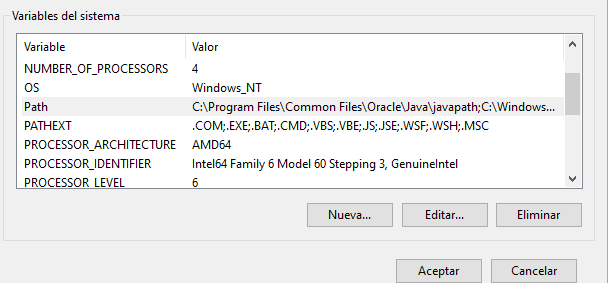 Variables del sistema
Variable Valor
NUMBER_OF_PROCESSORS 4
OS Windows_NT
Path C:\Program Files\Common Files\Oracle\Java\javapath;C:\Windows...
PATHEXT .COM;.EXE;.BAT;.CMD;.VBS;.VBE;.JS;.JSE;.WSF;.WSH;.MSC
PROCESSOR_ARCHITECTURE AMD64
PROCESSOR_IDENTIFIER Intel64 Family 6 Model 60 Stepping 3, GenuineIntel
PROCESSOR_LEVEL 6
Nueva... Editar... Eliminar
Aceptar Cancelar